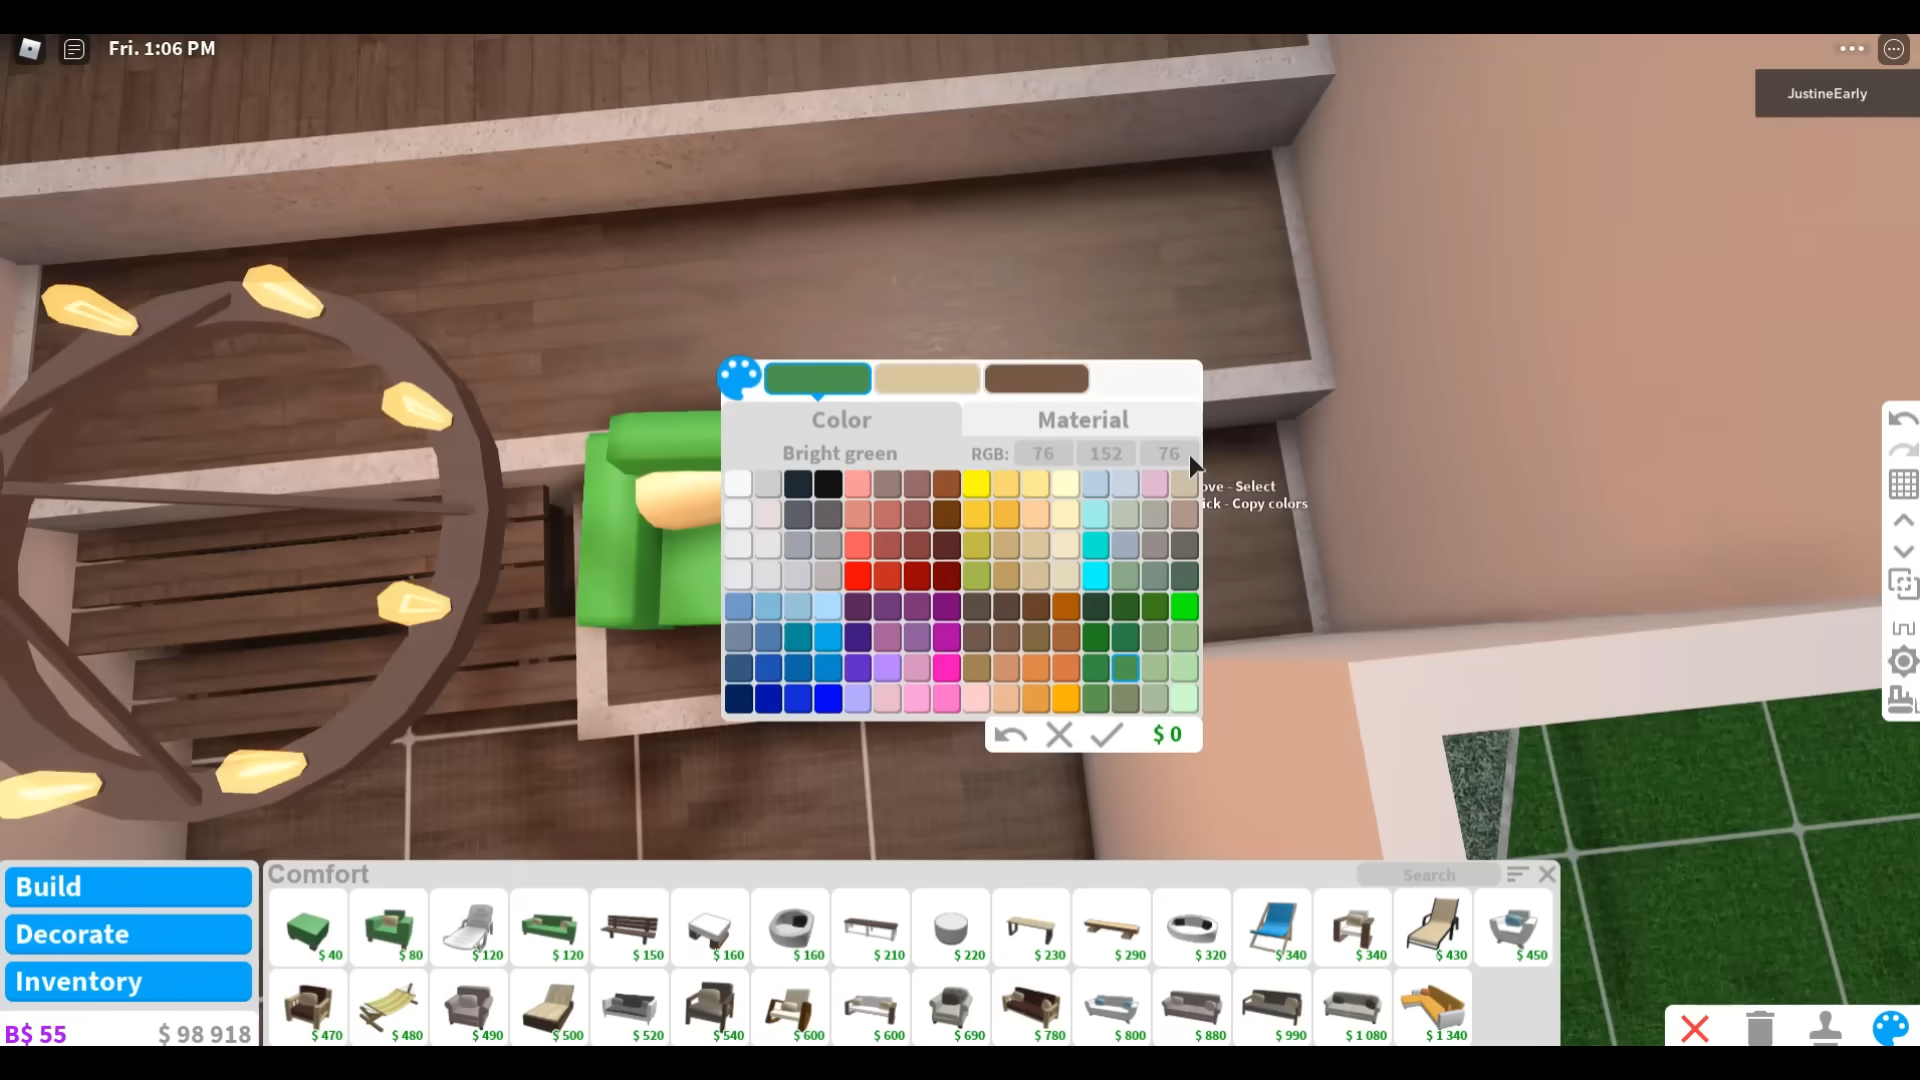 Fri. 1:06 PM
JustineEarly
Color
Material
Bright green
RGB: 76 152 76
ove - Select
ick - Copy colors
$ 0
Build
Decorate
Inventory
B$ 55
$ 98 918
Comfort
Search
$ 40
$ 80
$ 120
$ 120
$ 150
$ 160
$ 160
$ 210
$ 220
$ 230
$ 290
$ 320
$ 340
$ 340
$ 430
$ 450
$ 470
$ 480
$ 490
$ 500
$ 520
$ 540
$ 600
$ 600
$ 690
$ 780
$ 800
$ 880
$ 990
$ 1 080
$ 1 340